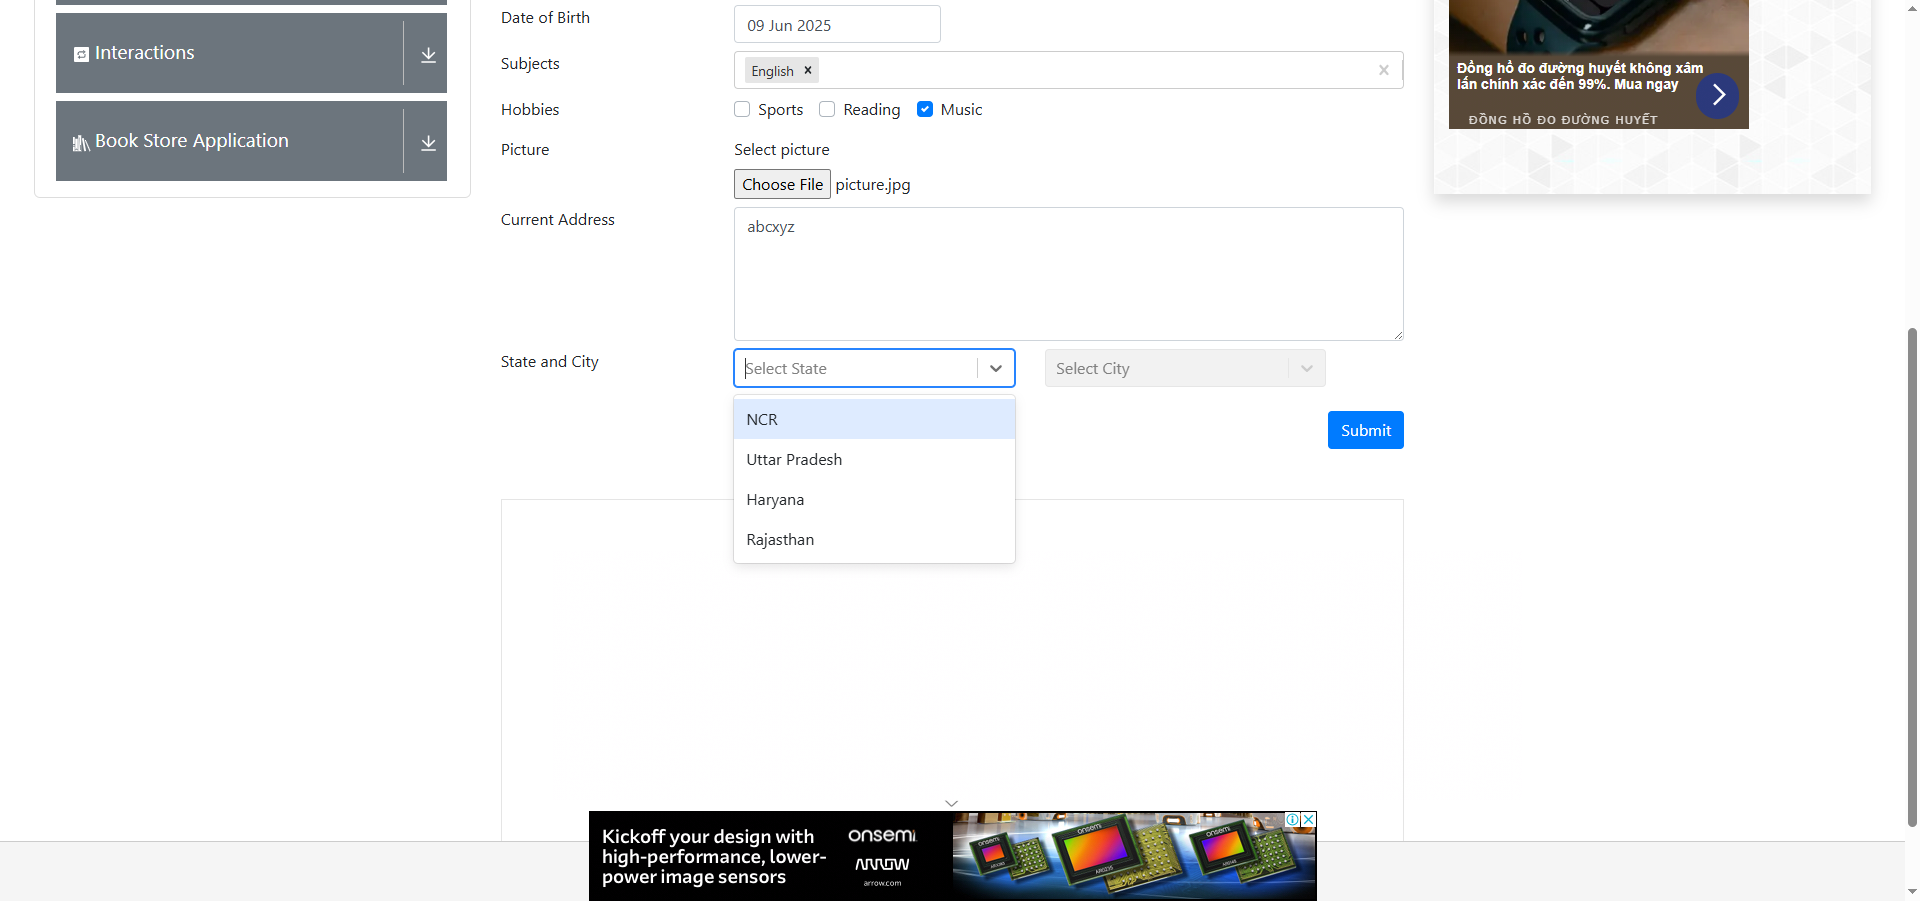 Interactions
Book Store Application
Date of Birth
09 Jun 2025
Subjects
English
Hobbies
Sports
Reading
Music
Picture
Select picture
Choose File picture.jpg
Current Address
abcxyz
State and City
Select State
Select City
NCR
Uttar Pradesh
Haryana
Rajasthan
Submit
Đồng hồ đo đường huyết không xâm
lấn chính xác đến 99%. Mua ngay
ĐỒNG HỒ ĐO ĐƯỜNG HUYẾT
Kickoff your design with
high-performance, lower-
power image sensors
onsemi
ARROW
arrow.com
onsemi
onsemi
onsemi